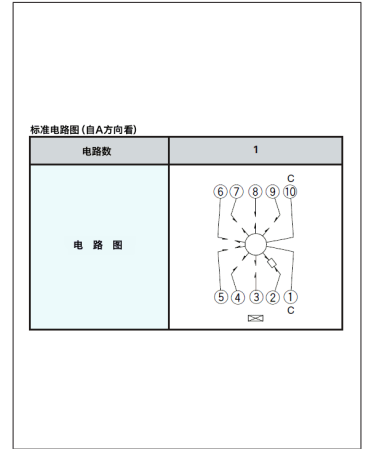 标准电路图(自A方向看)
电路数 1
电 路 图
C
⑥ ⑦ ⑧ ⑨ ⑩
⑤ ④ ③ ② ①
C